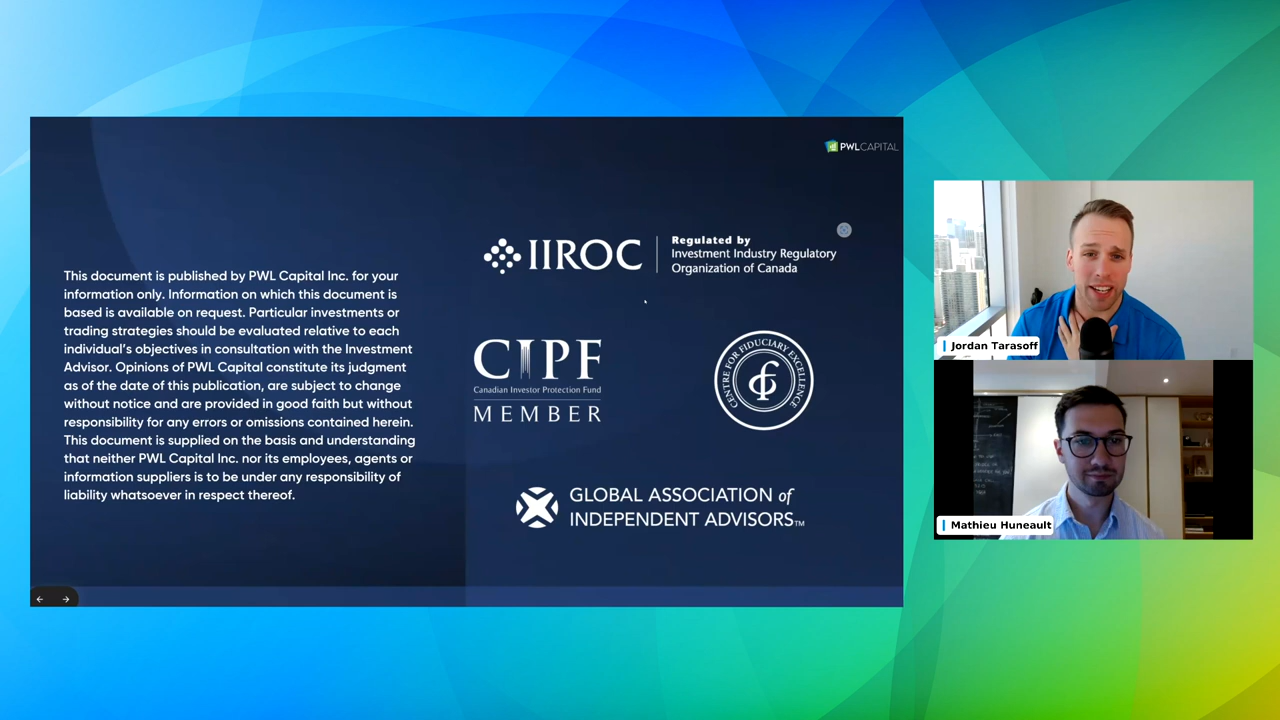 PWLCAPITAL
This document is published by PWL Capital Inc. for your
information only. Information on which this document is
based is available on request. Particular investments or
trading strategies should be evaluated relative to each
individual's objectives in consultation with the Investment
Advisor. Opinions of PWL Capital constitute its judgment
as of the date of this publication, are subject to change
without notice and are provided in good faith but without
responsibility for any errors or omissions contained herein.
This document is supplied on the basis and understanding
that neither PWL Capital Inc. nor its employees, agents or
information suppliers is to be under any responsibility of
liability whatsoever in respect thereof.
IIROC
Regulated by
Investment Industry Regulatory
Organization of Canada
CIPF
Canadian Investor Protection Fund
MEMBER
CENTRE FOR FIDUCIARY EXCELLENCE
GLOBAL ASSOCIATION of
INDEPENDENT ADVISORS™
Jordan Tarasoff
Mathieu Huneault